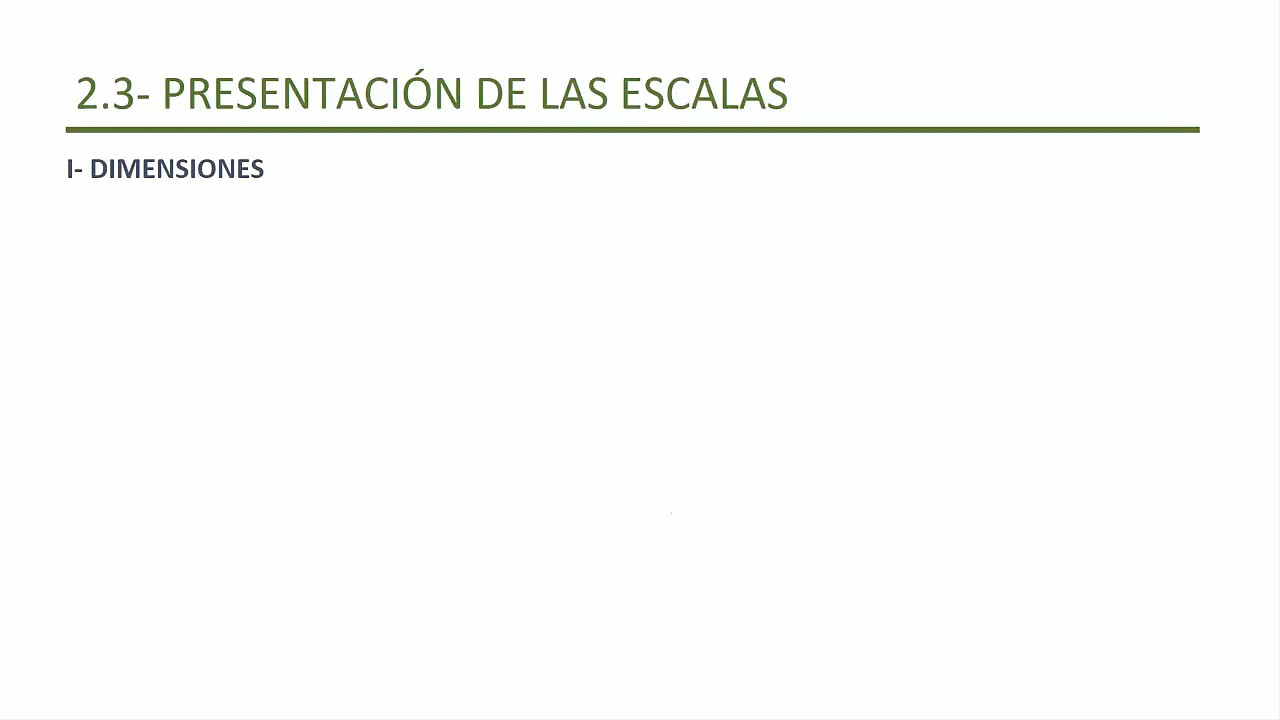 2.3- PRESENTACIÓN DE LAS ESCALAS
I- DIMENSIONES